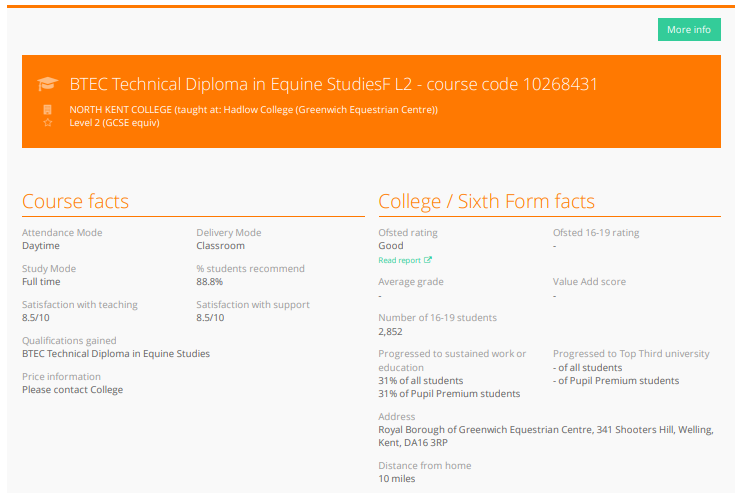 More info
BTEC Technical Diploma in Equine StudiesF L2 - course code 10268431
NORTH KENT COLLEGE (taught at: Hadlow College (Greenwich Equestrian Centre))
Level 2 (GCSE equiv)
Course facts
Attendance Mode
Daytime
Delivery Mode
Classroom
Study Mode
Full time
% students recommend
88.8%
Satisfaction with teaching
8.5/10
Satisfaction with support
8.5/10
Qualifications gained
BTEC Technical Diploma in Equine Studies
Price information
Please contact College
College / Sixth Form facts
Ofsted rating
Good
Read report
Ofsted 16-19 rating
-
Average grade
-
Value Add score
-
Number of 16-19 students
2,852
Progressed to sustained work or
education
31% of all students
31% of Pupil Premium students
Progressed to Top Third university
- of all students
- of Pupil Premium students
Address
Royal Borough of Greenwich Equestrian Centre, 341 Shooters Hill, Welling,
Kent, DA16 3RP
Distance from home
10 miles